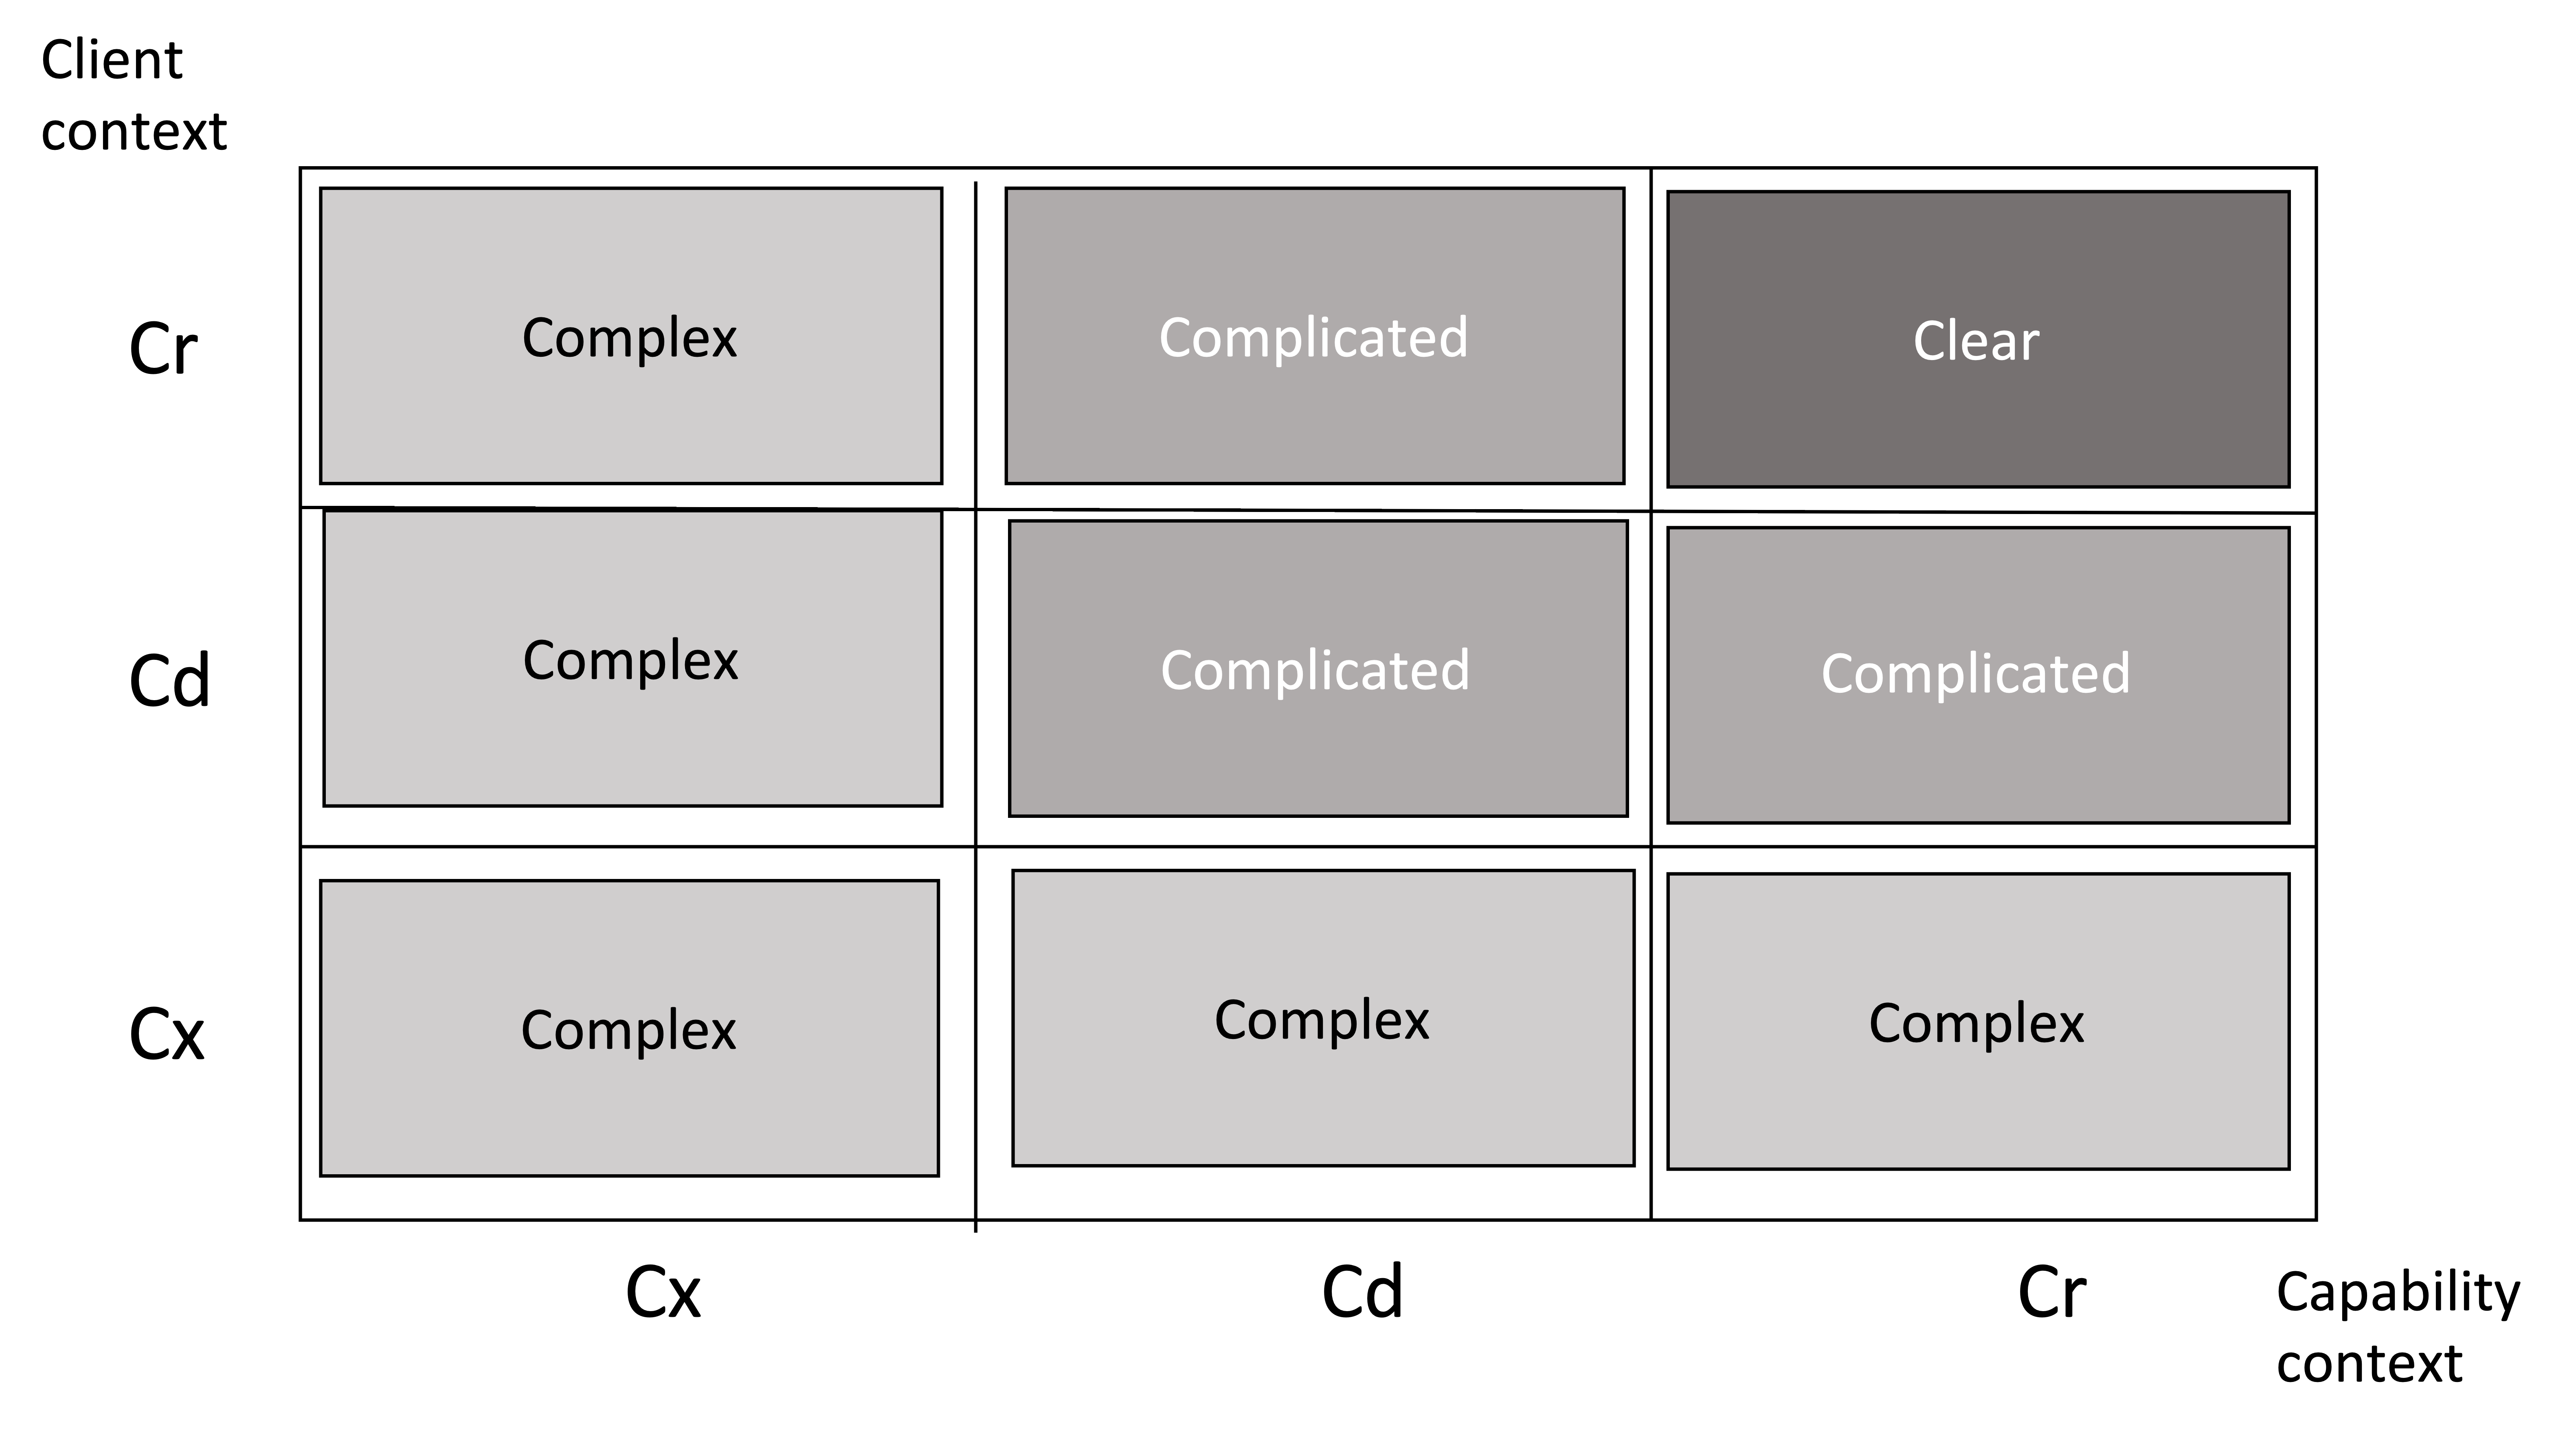 Client
context
Cr
Complex
Complicated
Clear
Cd
Complex
Complicated
Complicated
Cx
Complex
Complex
Complex
Cx
Cd
Cr
Capability
context